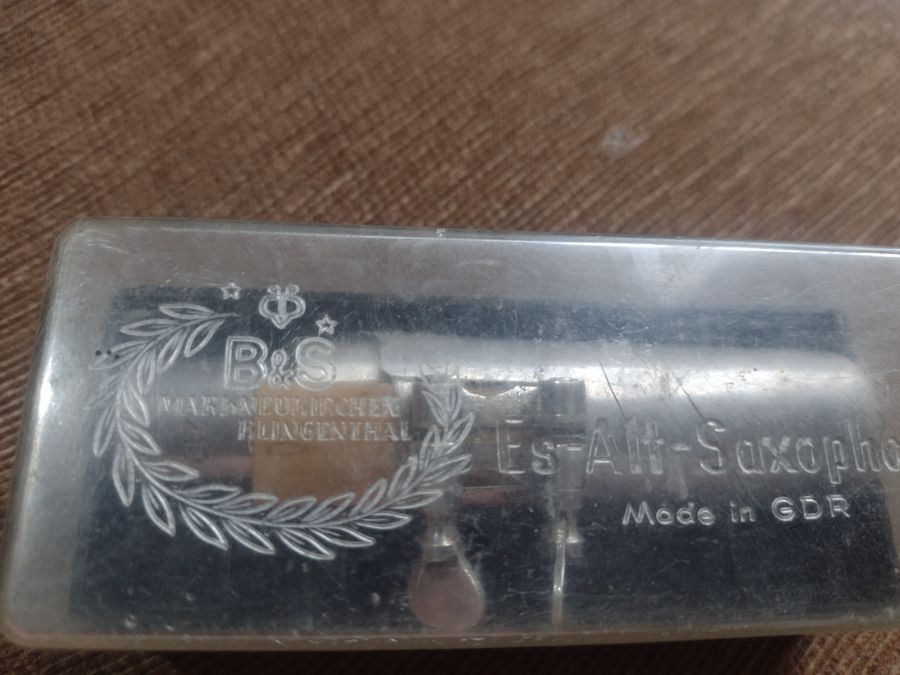 B&S
MARKNEUKIRCHEN
KLINGENTHAL
Es-Alt-Saxopho
Made in GDR